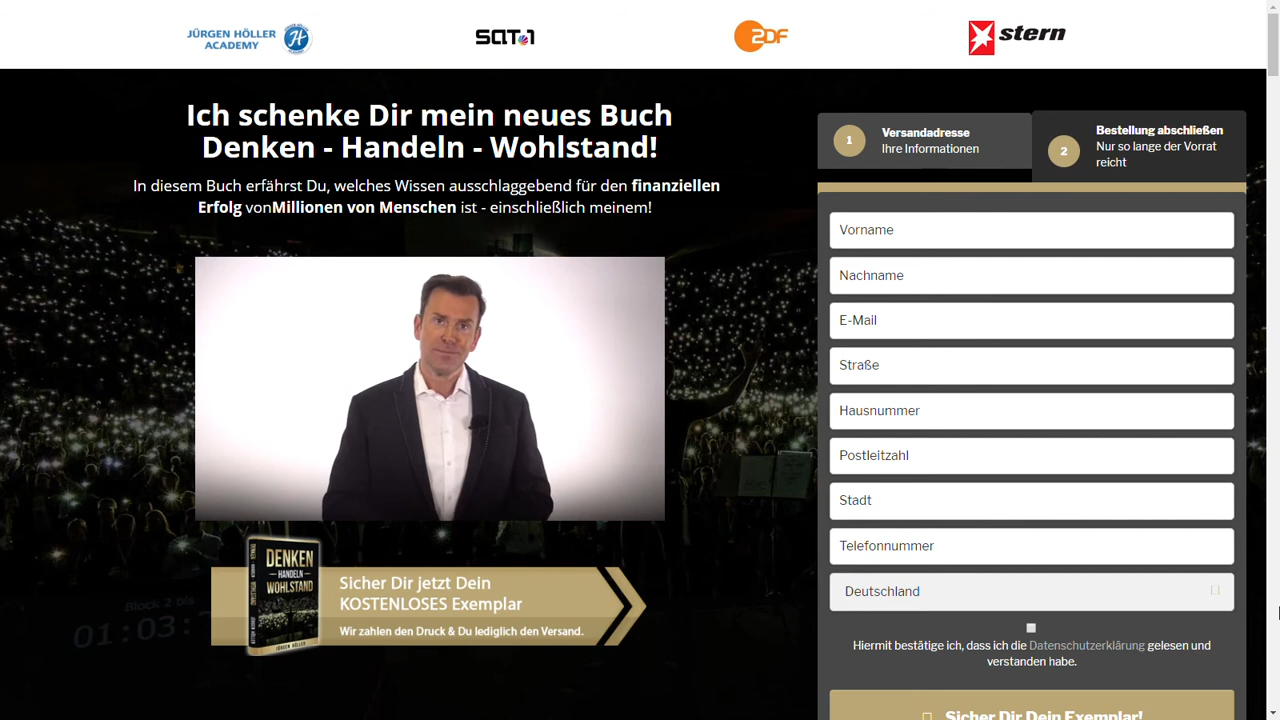 JÜRGEN HÖLLER
ACADEMY
SAT.1
ZDF
stern
Ich schenke Dir mein neues Buch
Denken - Handeln - Wohlstand!
In diesem Buch erfährst Du, welches Wissen ausschlaggebend für den finanziellen
Erfolg vonMillionen von Menschen ist - einschließlich meinem!
DENKEN
HANDELN
WOHLSTAND
JÜRGEN HÖLLER
Sicher Dir jetzt Dein
KOSTENLOSES Exemplar
Wir zahlen den Druck & Du lediglich den Versand.
Block 2 bis
01:03:
1
Versandadresse
Ihre Informationen
2
Bestellung abschließen
Nur so lange der Vorrat
reicht
Vorname
Nachname
E-Mail
Straße
Hausnummer
Postleitzahl
Stadt
Telefonnummer
Deutschland
Hiermit bestätige ich, dass ich die Datenschutzerklärung gelesen und
verstanden habe.
Sicher Dir Dein Exemplar!